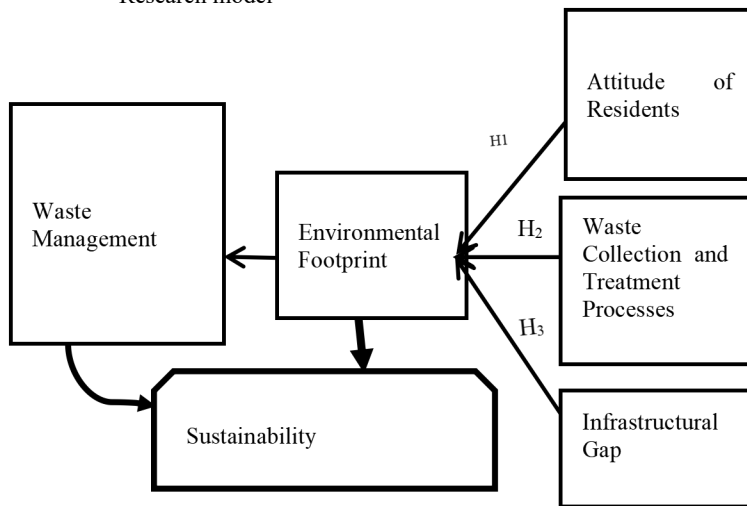 Research model
Attitude of
Residents
H1
Waste
Management
Environmental
Footprint
H₂
Waste
Collection and
Treatment
Processes
H₃
Sustainability
Infrastructural
Gap